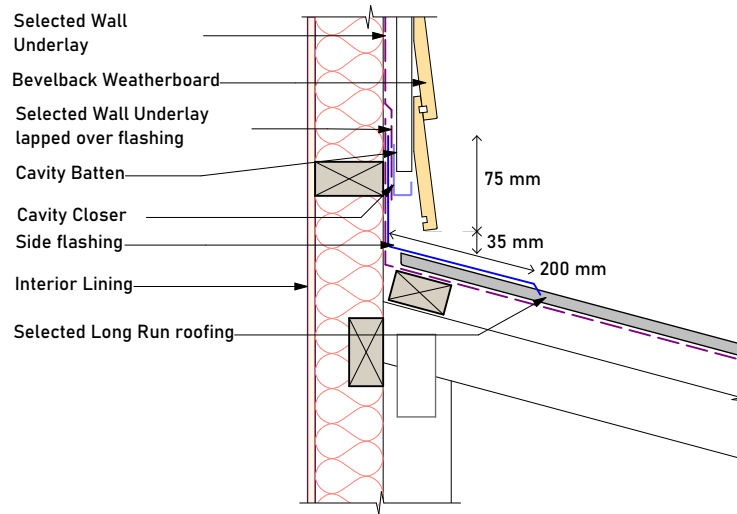 Selected Wall
Underlay
Bevelback Weatherboard
Selected Wall Underlay
lapped over flashing
Cavity Batten
75 mm
Cavity Closer
Side flashing
35 mm
200 mm
Interior Lining
Selected Long Run roofing